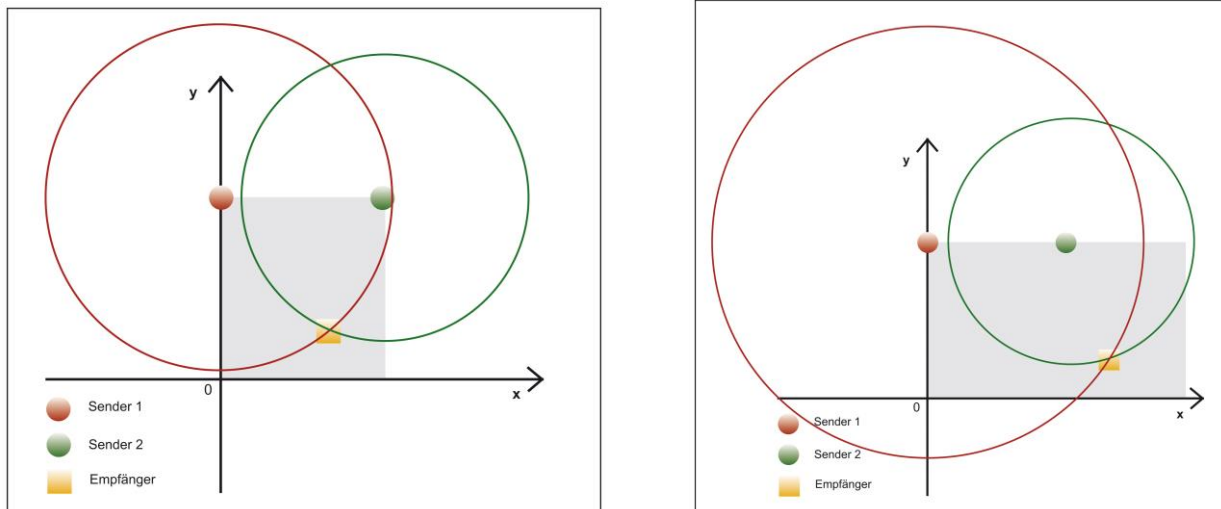 y
0
x
Sender 1
Sender 2
Empfänger
y
0
x
Sender 1
Sender 2
Empfänger